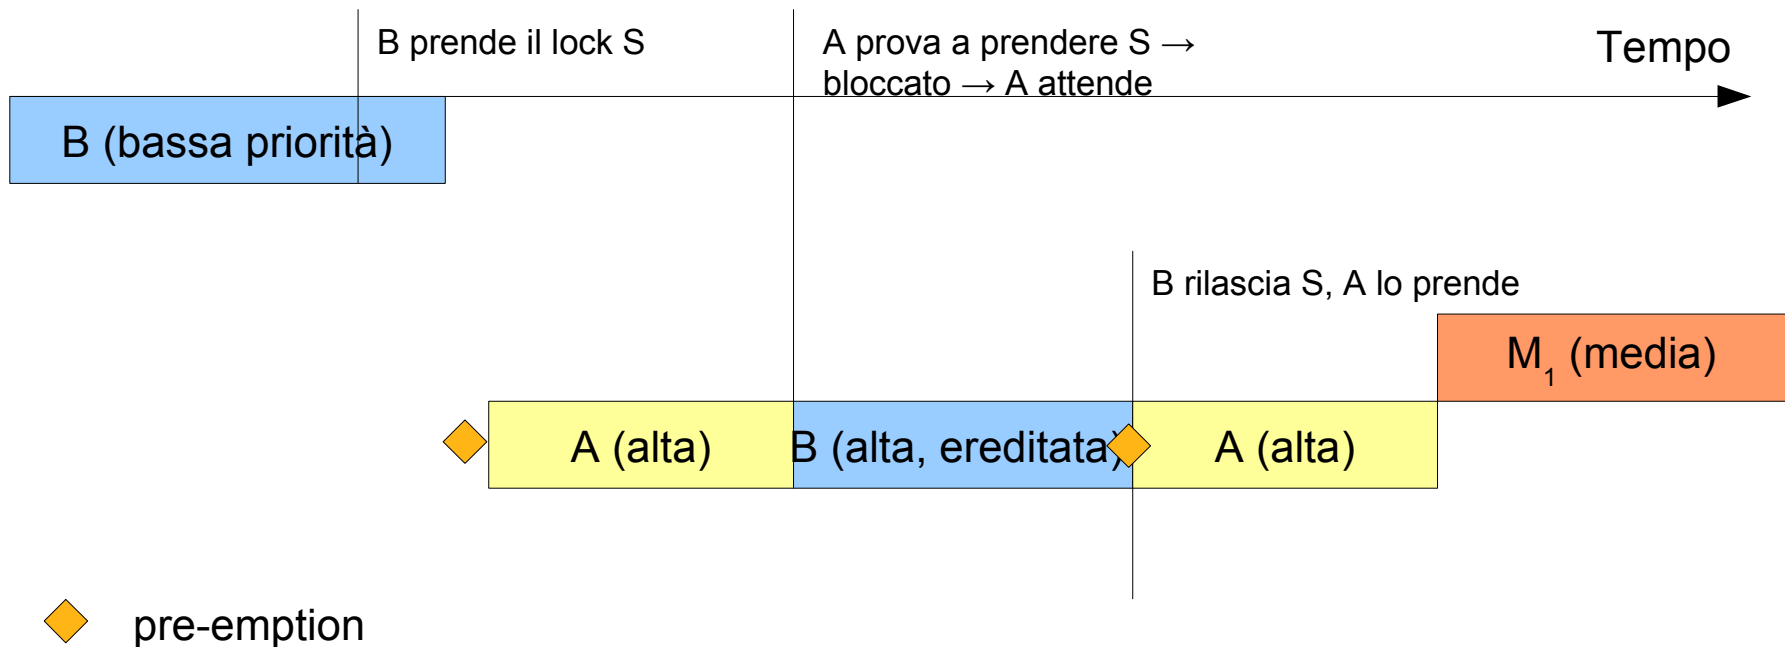 B prende il lock S
A prova a prendere S →
bloccato → A attende
Tempo
B (bassa priorità)
B rilascia S, A lo prende
M₁ (media)
A (alta)
B (alta, ereditata)
A (alta)
pre-emption